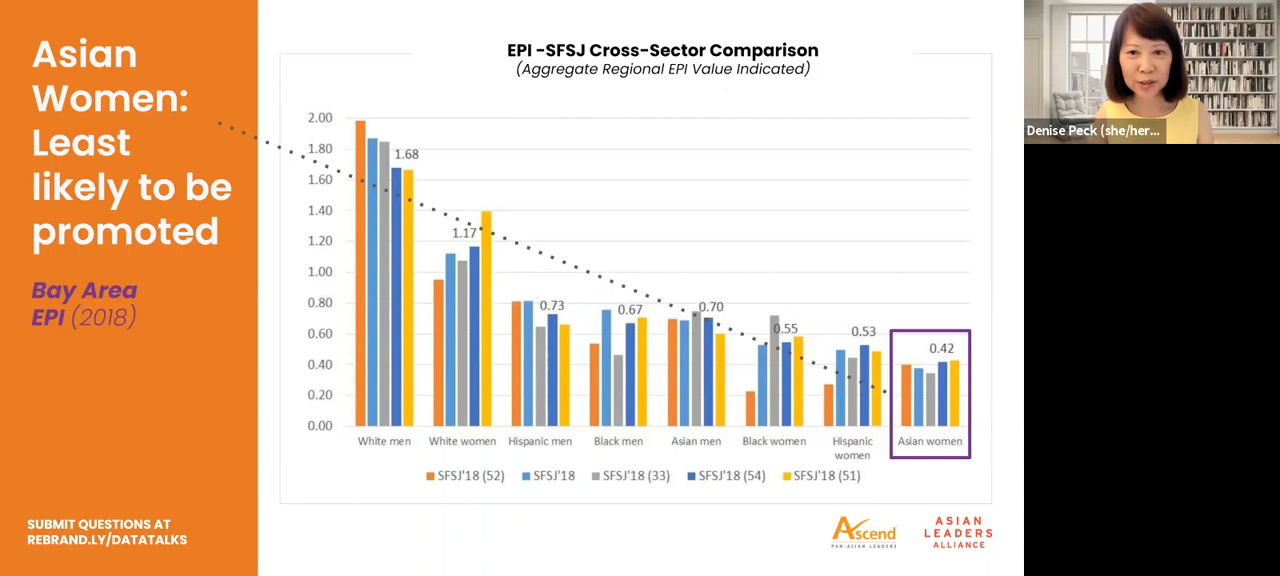 Asian
Women:
Least
likely to be
promoted
Bay Area
EPI (2018)
SUBMIT QUESTIONS AT
REBRAND.LY/DATATALKS
EPI -SFSJ Cross-Sector Comparison
(Aggregate Regional EPI Value Indicated)
2.00
1.80
1.60
1.40
1.20
1.00
0.80
0.60
0.40
0.20
0.00
1.68
1.17
0.73
0.67
0.70
0.55
0.53
0.42
White men
White women
Hispanic men
Black men
Asian men
Black women
Hispanic
women
Asian women
SFSJ'18 (52)
SFSJ'18
SFSJ'18 (33)
SFSJ'18 (54)
SFSJ'18 (51)
Ascend
PAN-ASIAN LEADERS
ASIAN
LEADERS
ALLIANCE
Denise Peck (she/her...